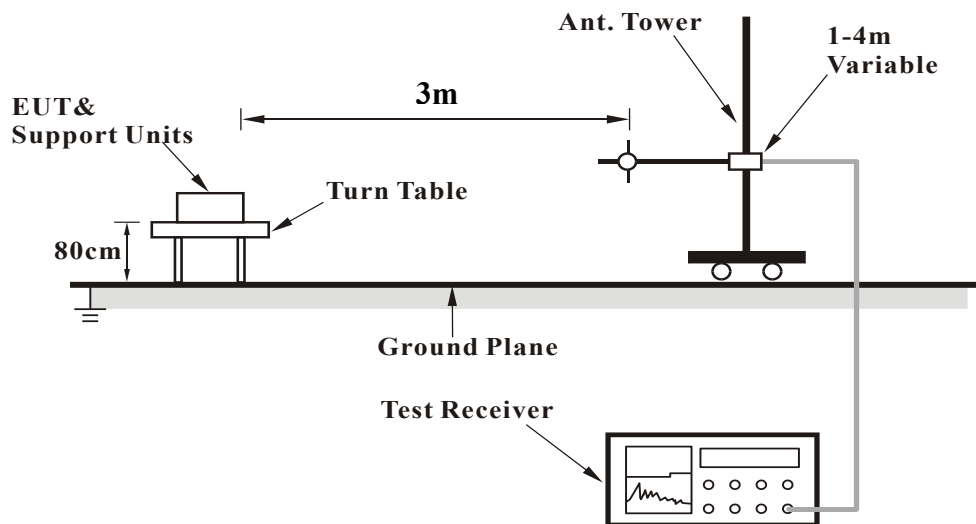 Ant. Tower
1-4m
Variable
3m
EUT&
Support Units
Turn Table
80cm
Ground Plane
Test Receiver